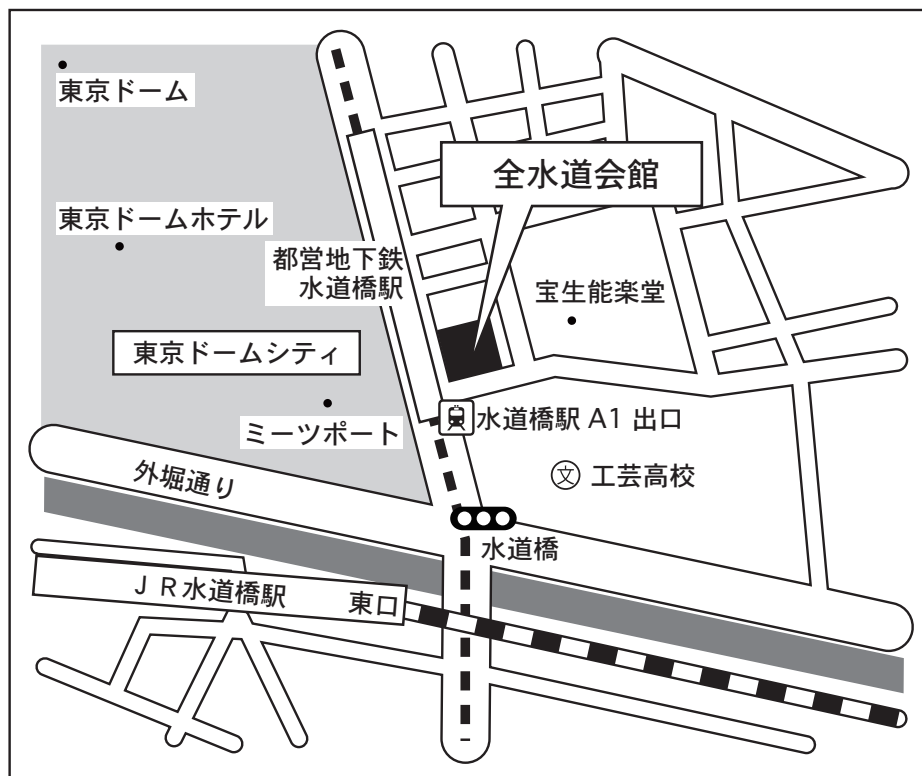 東京ドーム
全水道会館
東京ドームホテル
都営地下鉄
水道橋駅
宝生能楽堂
東京ドームシティ
ミーツポート
水道橋駅 A1 出口
外堀通り
文 工芸高校
水道橋
ＪＲ水道橋駅 東口